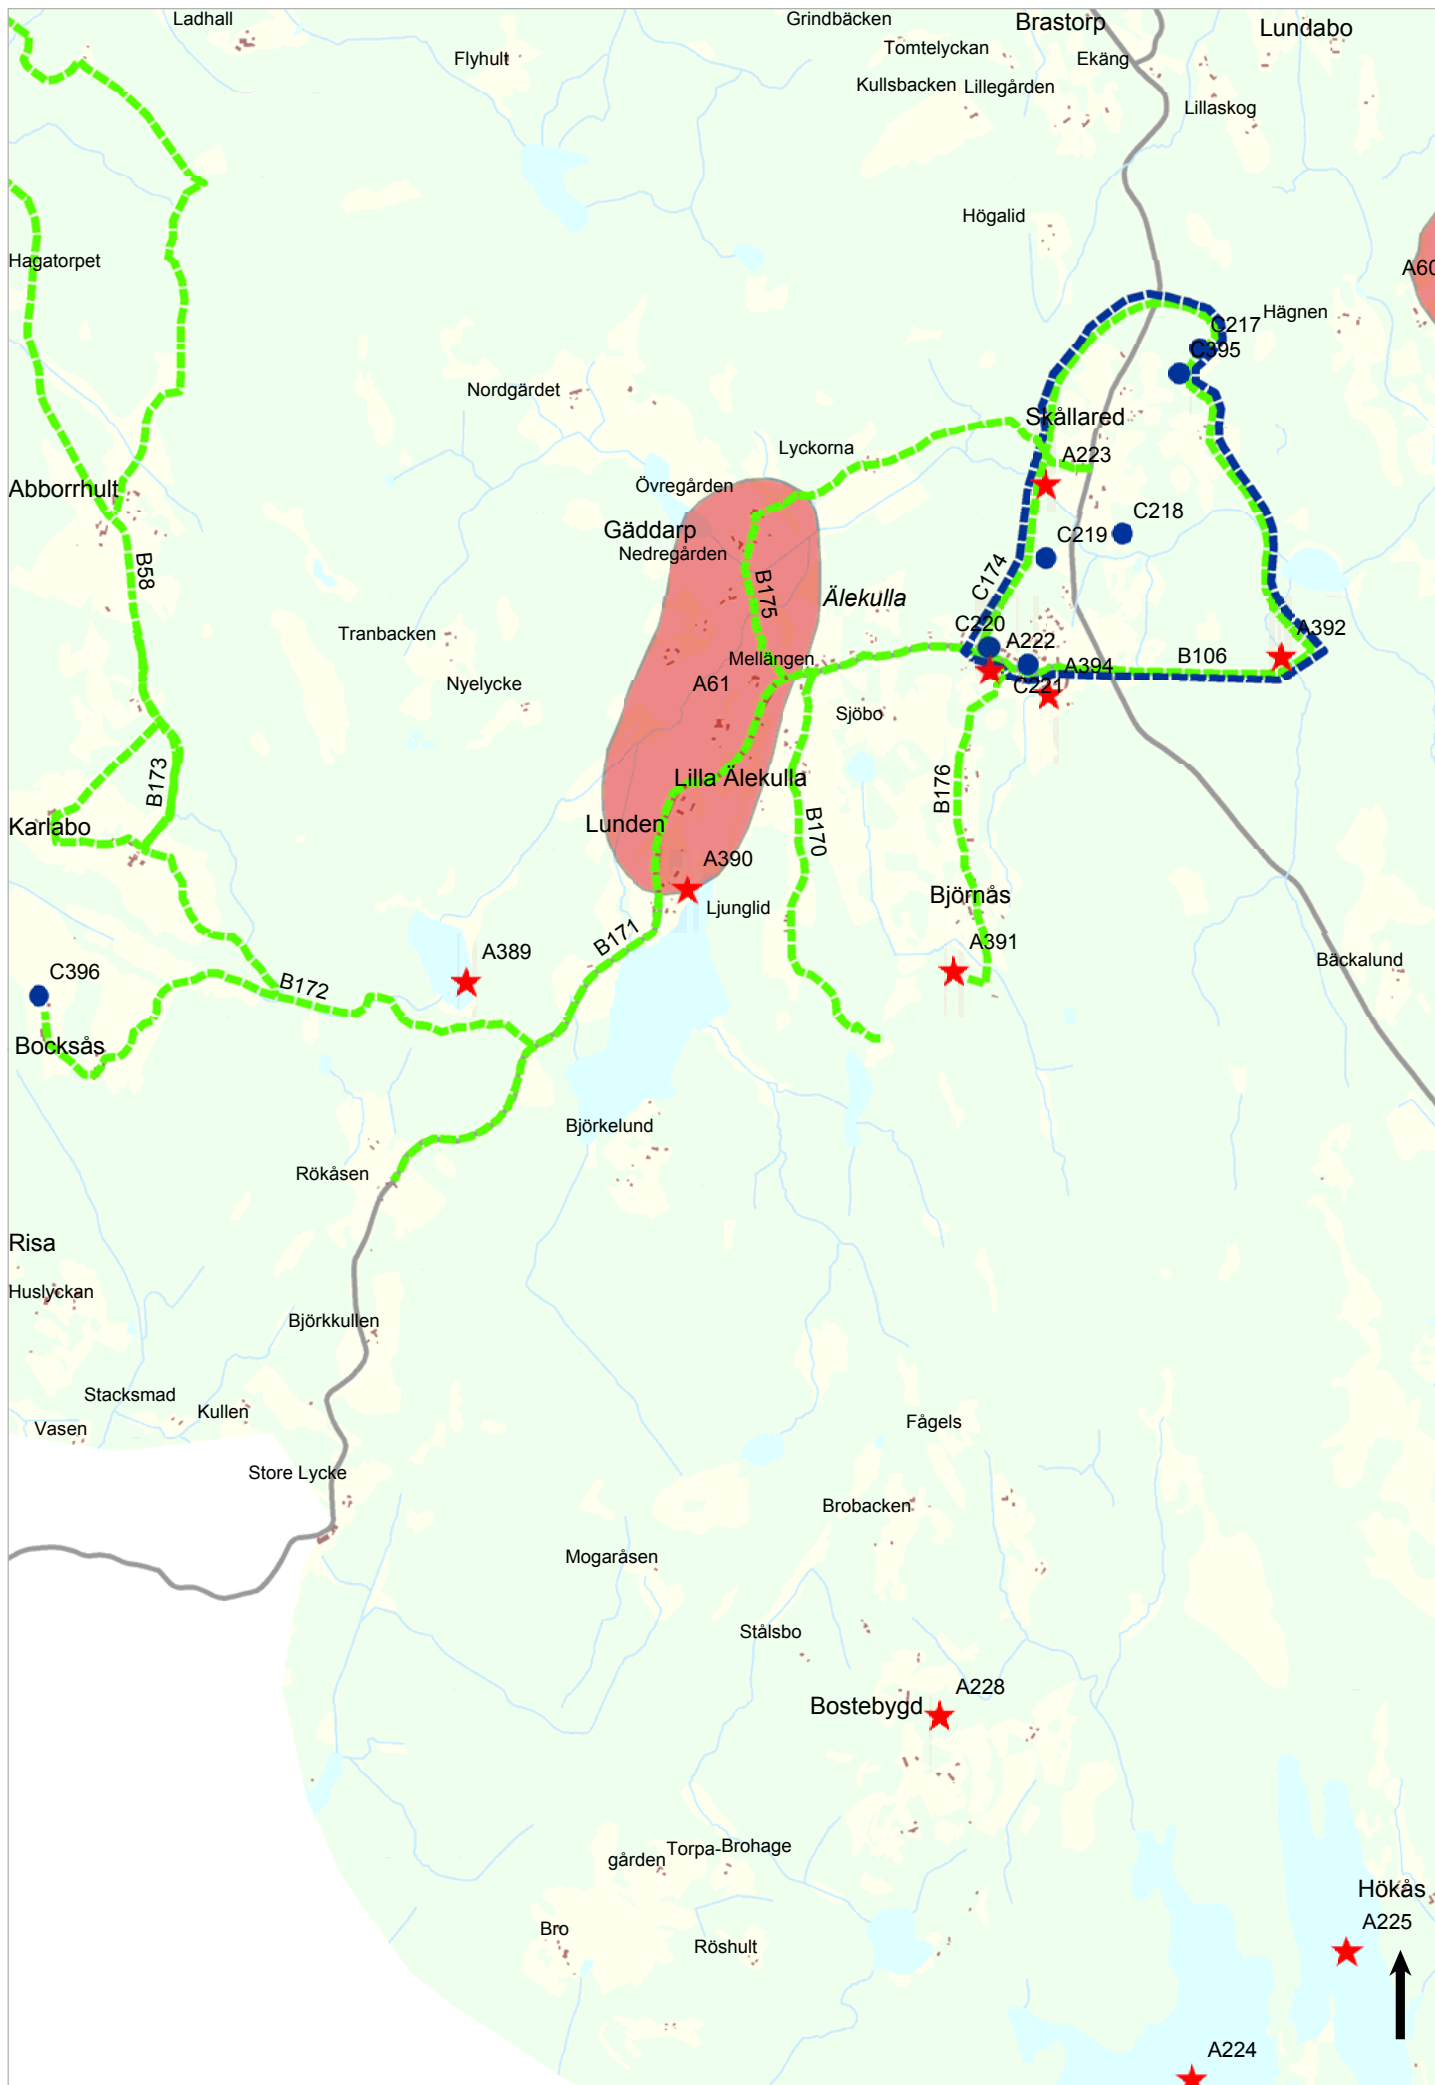 Ladhall
Grindbäcken
Brastorp
Lundabo
Flyhult
Tomtelyckan
Ekäng
Kullsbacken
Lillegården
Lillaskog
Högalid
Hagatorpet
A60
Hägnen
C217
C395
Nordgärdet
Skållared
Lyckorna
A223
Övregården
Abborrhult
Gäddarp
C218
Nedregården
C219
B58
B175
C174
Älekulla
C220
Tranbacken
A222
A392
Mellängen
B106
A394
Nyelycke
A61
C221
Sjöbo
B176
B173
Lilla Älekulla
Karlabo
Lunden
B170
A390
Björnås
Ljunglid
B171
A391
A389
Bäckalund
C396
B172
Bocksås
Björkelund
Rökåsen
Risa
Huslyckan
Björkkullen
Stacksmad
Kullen
Vasen
Fågels
Store Lycke
Brobacken
Mogaråsen
Stålsbo
A228
Bostebygd
Torpa-
Brohage
gården
Hökås
A225
Bro
Röshult
A224